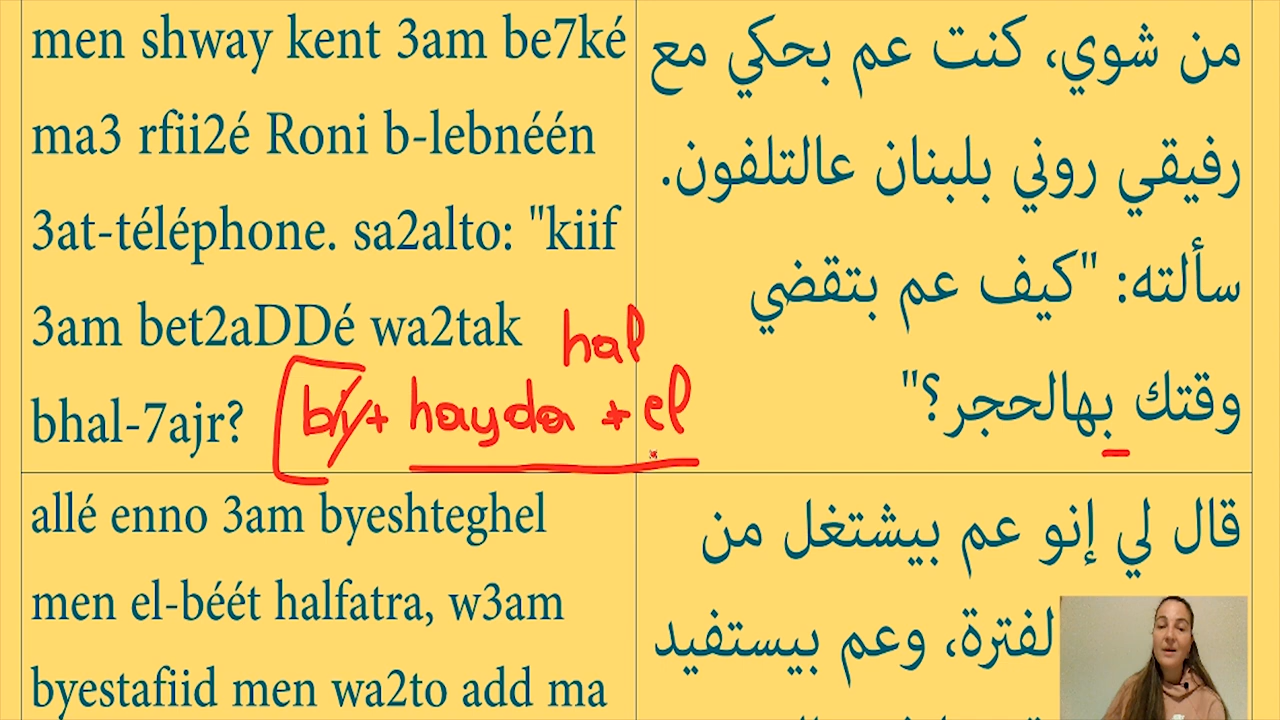 men shway kent 3am be7ké
ma3 rfii2é Roni b-lebnéén
3at-téléphone. sa2alto: "kiif
3am bet2aDDé wa2tak
bhal-7ajr?
hal
biy + hayda + el
من شوي، كنت عم بحكي مع
رفيقي روني بلبنان عالتلفون.
سألته: "كيف عم بتقضي
وقتك بهالحجر؟"
allé enno 3am byeshteghel
men el-béét halfatra, w3am
byestafiid men wa2to add ma
قال لي إنو عم بيشتغل من
لفترة، وعم بيستفيد